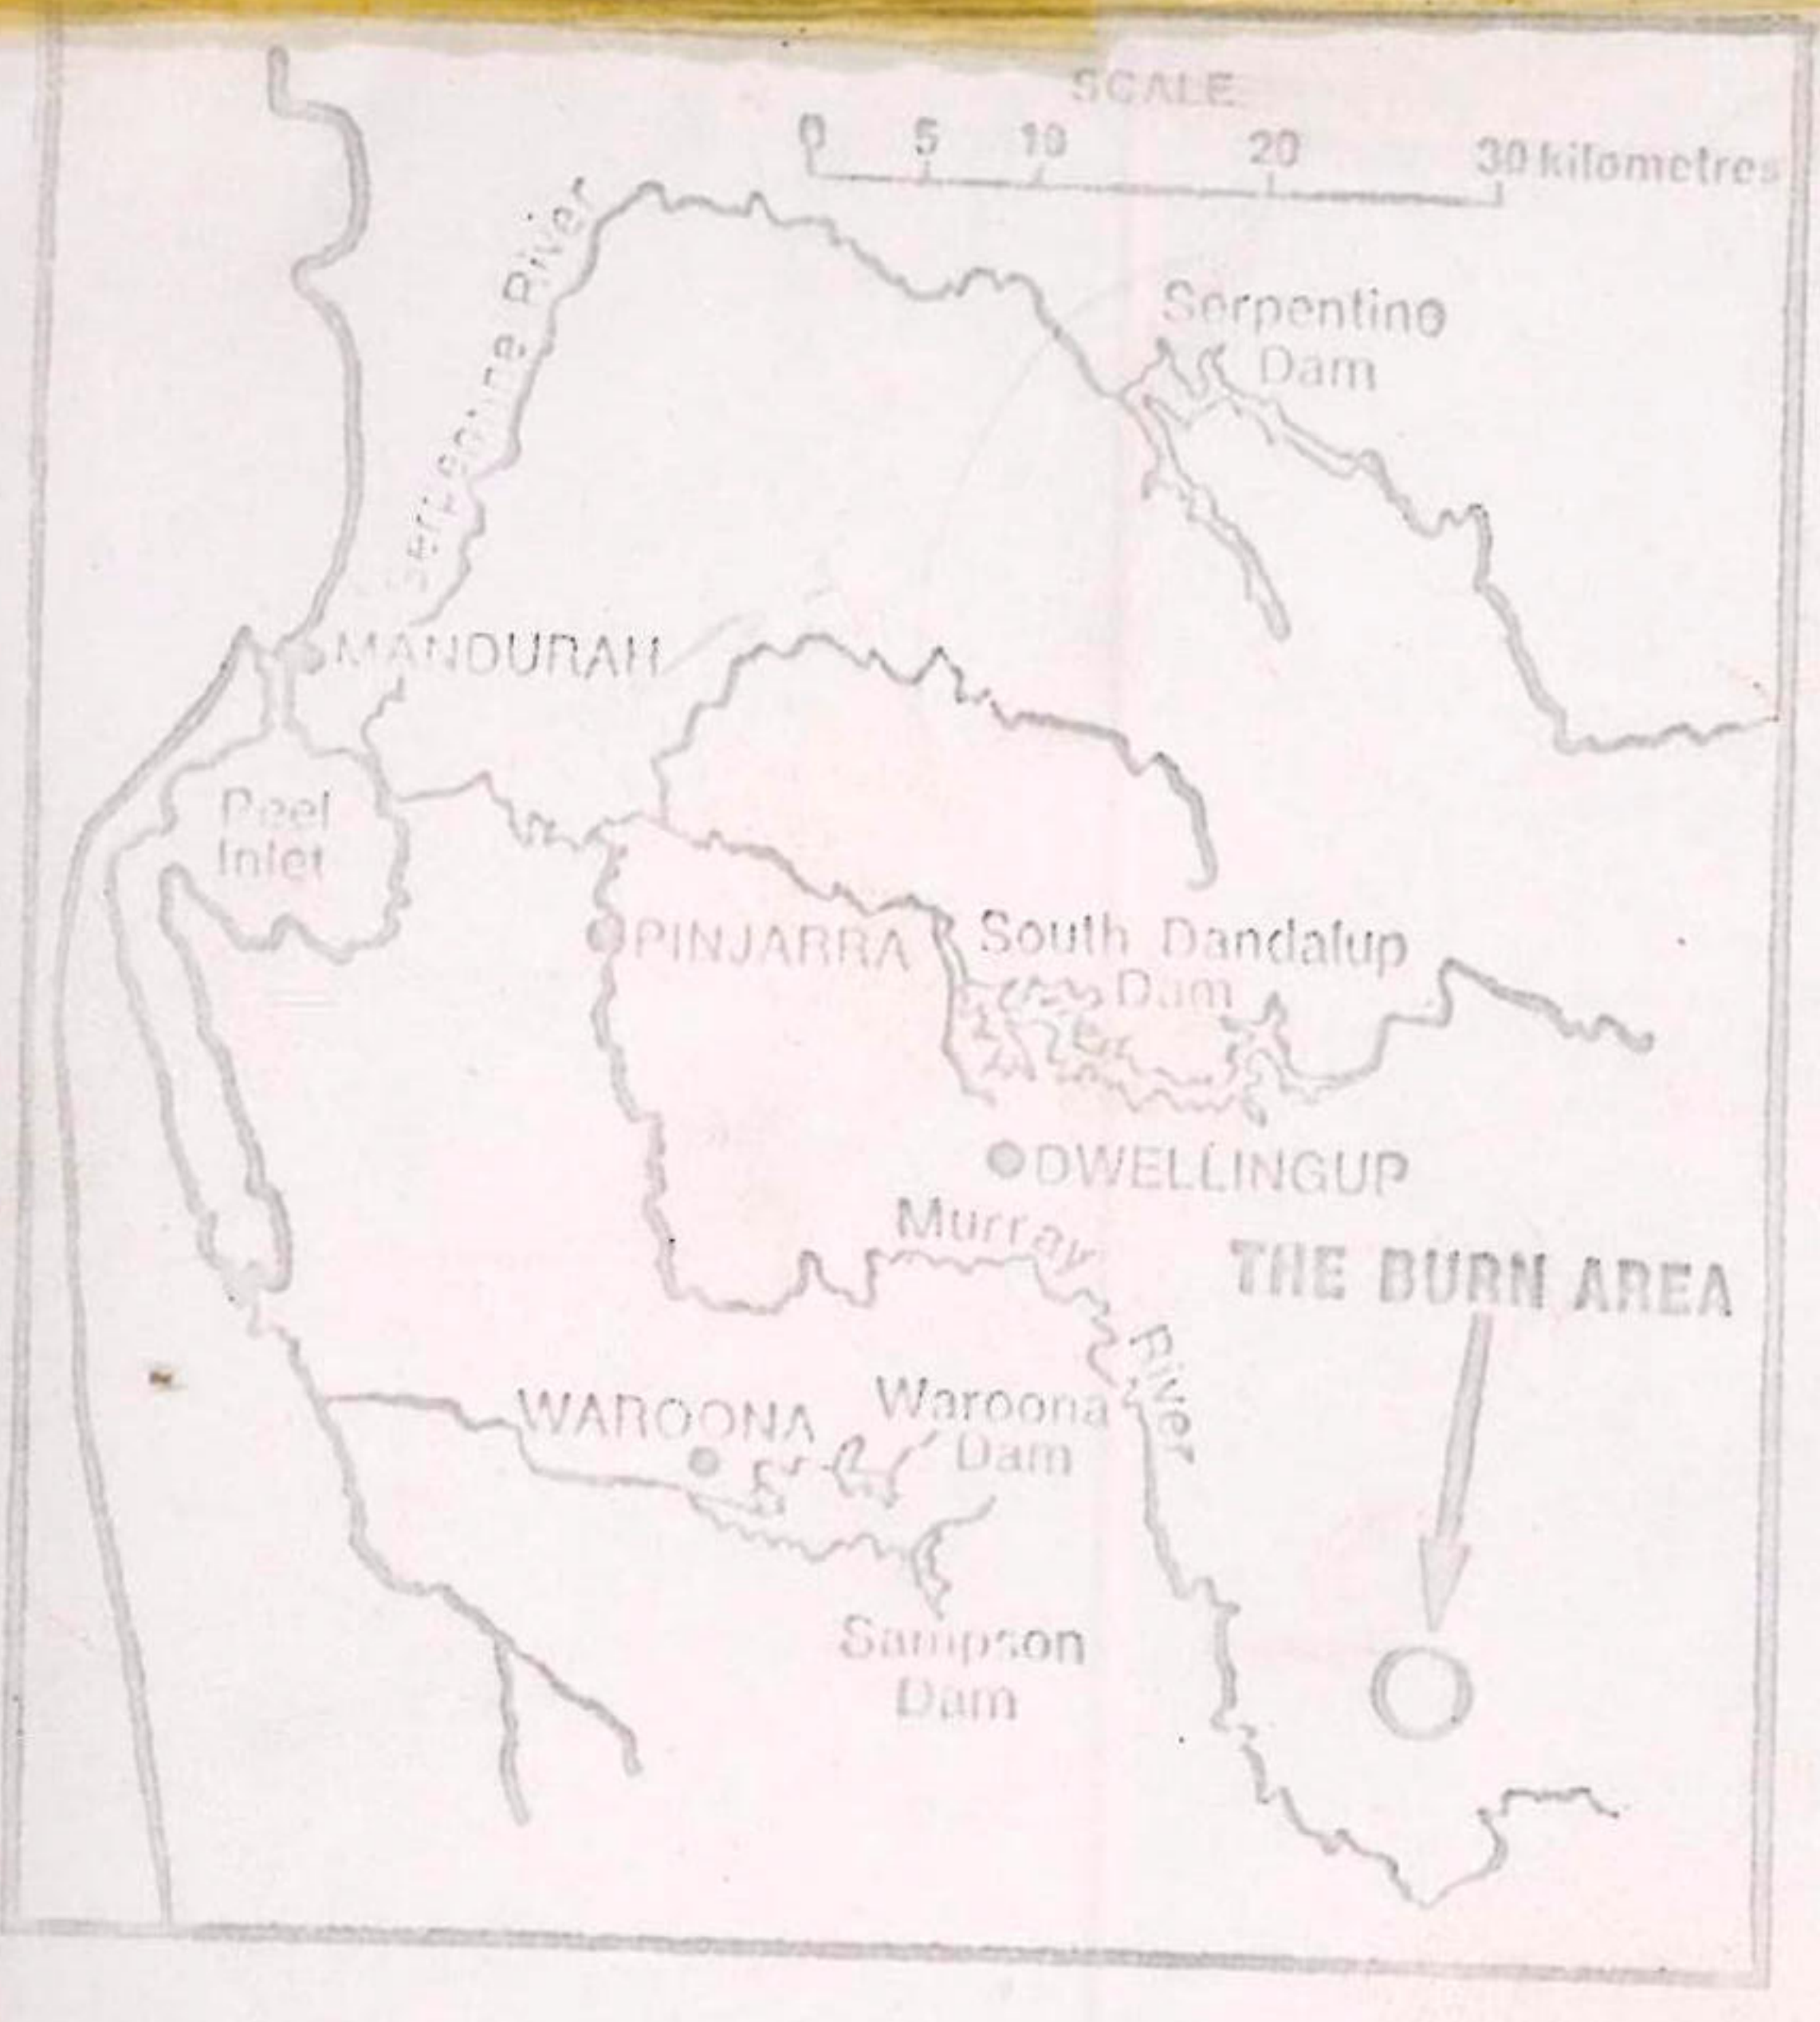 SCALE
0 5 10 20 30 kilometres
Serpentine River
Serpentine
Dam
MANDURAH
Peel
Inlet
PINJARRA
South Dandalup
Dam
DWELLINGUP
Murray
River
THE BURN AREA
WAROONA
Waroona
Dam
Sampson
Dam